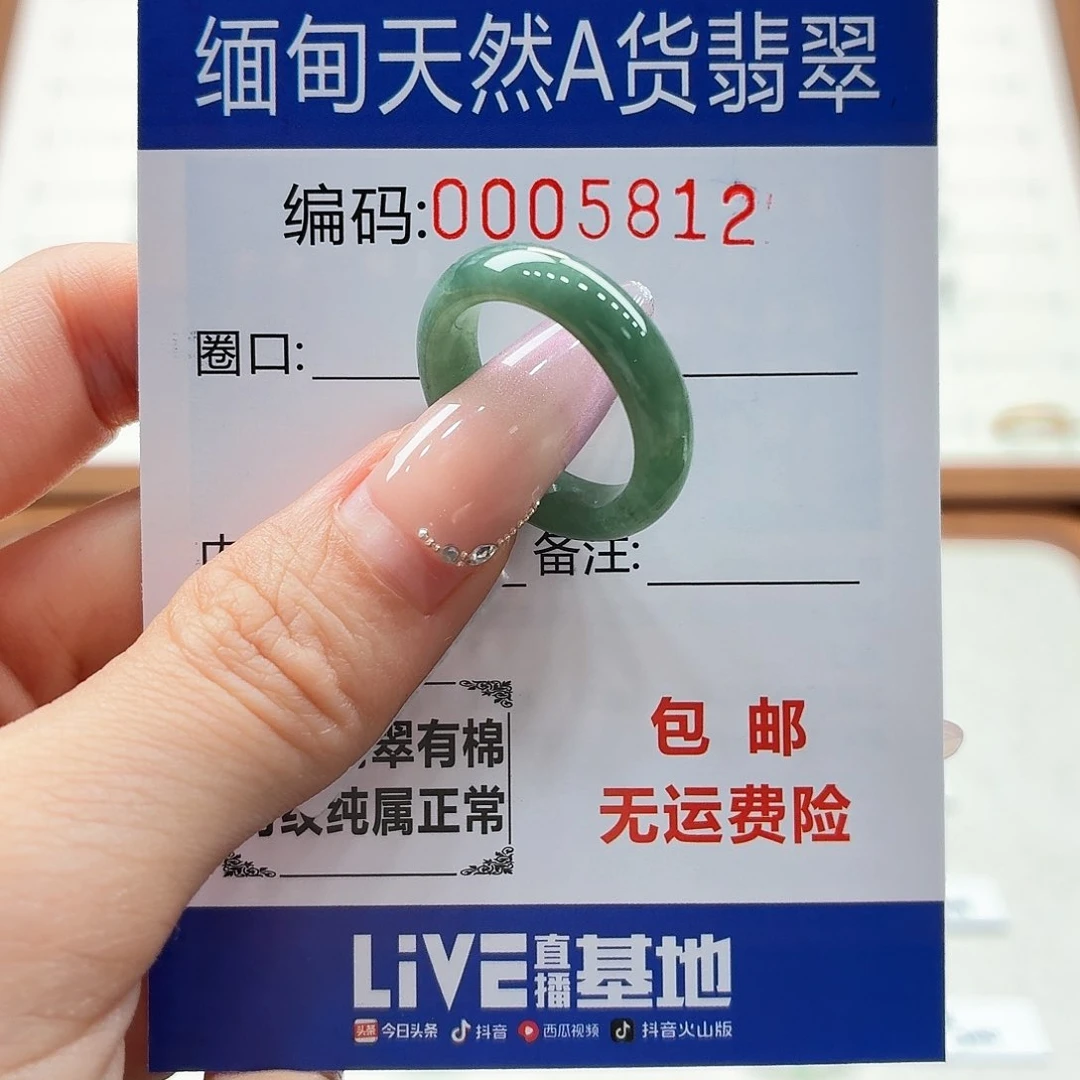 缅甸天然A货翡翠
编码:0005812
圈口:
备注:
翠有棉
纹纯属正常
包 邮
无运费险
LiVE直播基地
头条 今日头条 抖音 西瓜视频 抖音火山版